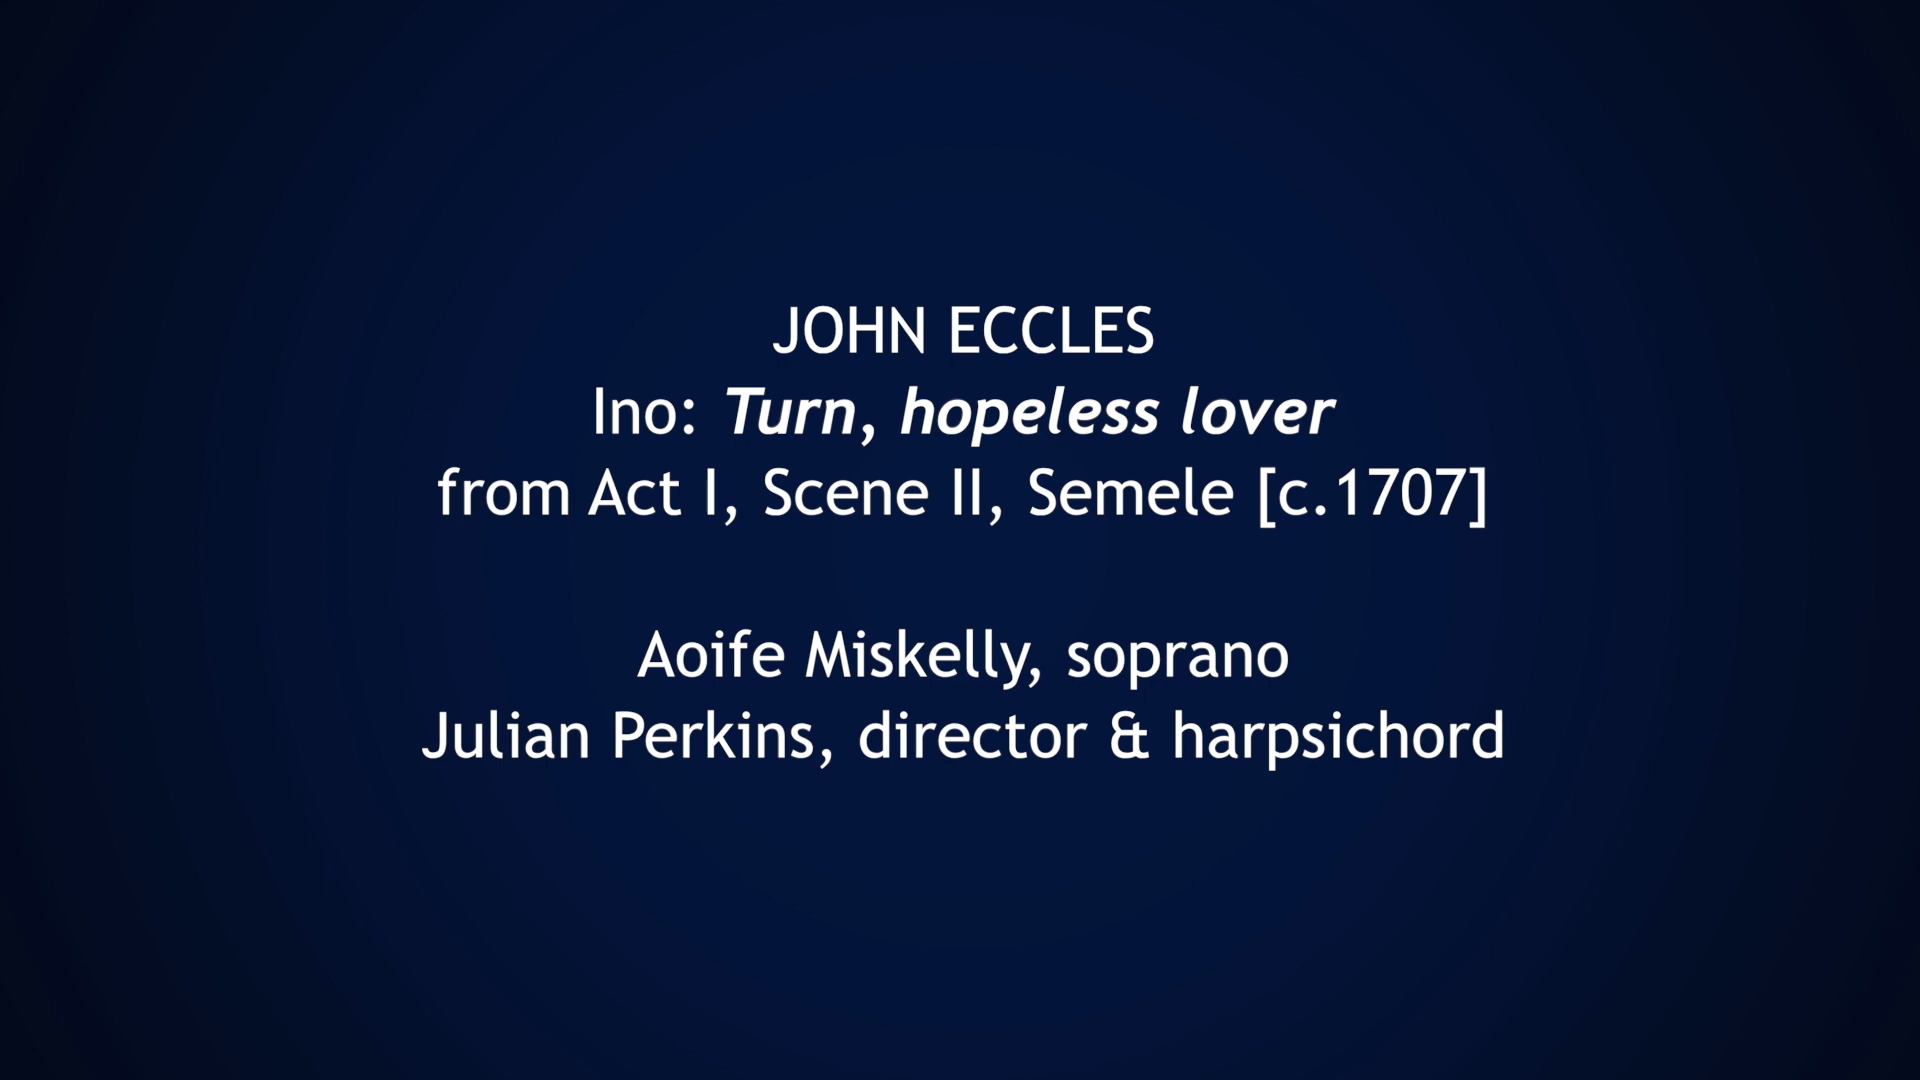 JOHN ECCLES
Ino: Turn, hopeless lover
from Act I, Scene II, Semele [c.1707]
Aoife Miskelly, soprano
Julian Perkins, director & harpsichord